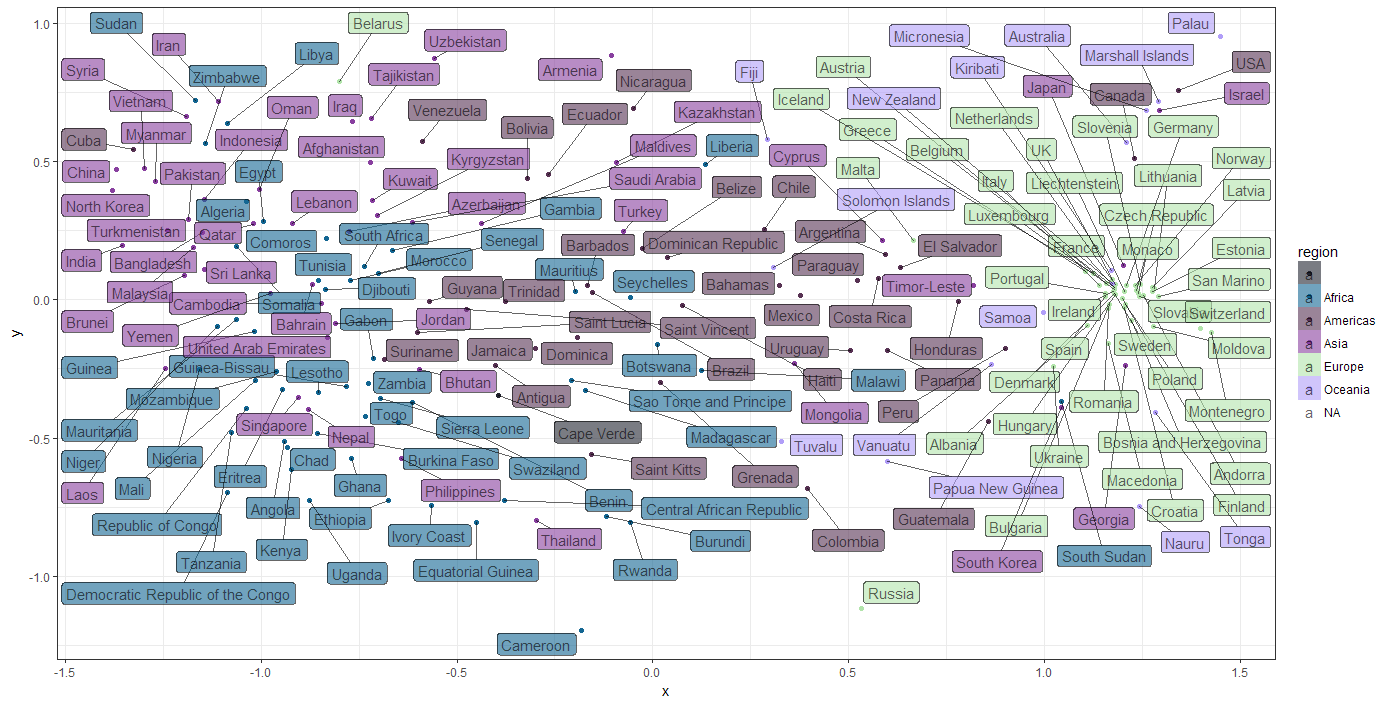 1.0
Sudan
Belarus
Palau
Iran
Uzbekistan
Micronesia
Australia
Libya
Marshall Islands
USA
Syria
Zimbabwe
Tajikistan
Armenia
Nicaragua
Fiji
Austria
Kiribati
Japan
Canada
Israel
Vietnam
Oman
Iraq
Venezuela
Ecuador
Kazakhstan
Iceland
New Zealand
Netherlands
Slovenia
Germany
Cuba
Myanmar
Indonesia
Afghanistan
Bolivia
Maldives
Liberia
Greece
Belgium
UK
0.5
China
Pakistan
Egypt
Kuwait
Kyrgyzstan
Saudi Arabia
Belize
Chile
Cyprus
Malta
Italy
Liechtenstein
Lithuania
Norway
Latvia
North Korea
Algeria
Lebanon
Azerbaijan
Gambia
Turkey
Solomon Islands
Luxembourg
Czech Republic
Turkmenistan
Qatar
Comoros
South Africa
Senegal
Barbados
Dominican Republic
Argentina
El Salvador
France
Monaco
Estonia
India
Bangladesh
Sri Lanka
Tunisia
Morocco
Mauritius
Seychelles
Bahamas
Paraguay
Timor-Leste
Portugal
San Marino
0.0
Malaysia
Cambodia
Somalia
Djibouti
Guyana
Trinidad
Mexico
Costa Rica
Samoa
Ireland
Switzerland
Brunei
Yemen
Bahrain
Gabon
Jordan
Saint Lucia
Saint Vincent
United Arab Emirates
Suriname
Jamaica
Dominica
Uruguay
Honduras
Spain
Sweden
Moldova
Guinea
Guinea-Bissau
Lesotho
Zambia
Bhutan
Antigua
Botswana
Brazil
Haiti
Malawi
Panama
Denmark
Poland
Mozambique
Togo
Sao Tome and Principe
Mongolia
Peru
Romania
Montenegro
Mauritania
Singapore
Nepal
Sierra Leone
Cape Verde
Madagascar
Tuvalu
Vanuatu
Albania
Hungary
Bosnia and Herzegovina
-0.5
Niger
Nigeria
Chad
Burkina Faso
Swaziland
Saint Kitts
Grenada
Ukraine
Andorra
Laos
Mali
Eritrea
Ghana
Philippines
Papua New Guinea
Macedonia
Finland
Republic of Congo
Angola
Ethiopia
Benin
Central African Republic
Guatemala
Bulgaria
Georgia
Croatia
Tanzania
Kenya
Ivory Coast
Thailand
Burundi
Colombia
South Korea
South Sudan
Nauru
Tonga
-1.0
Democratic Republic of the Congo
Uganda
Equatorial Guinea
Rwanda
Russia
Cameroon
-1.5
-1.0
-0.5
0.0
0.5
1.0
1.5
x
y
region
a
a Africa
a Americas
a Asia
a Europe
a Oceania
a NA